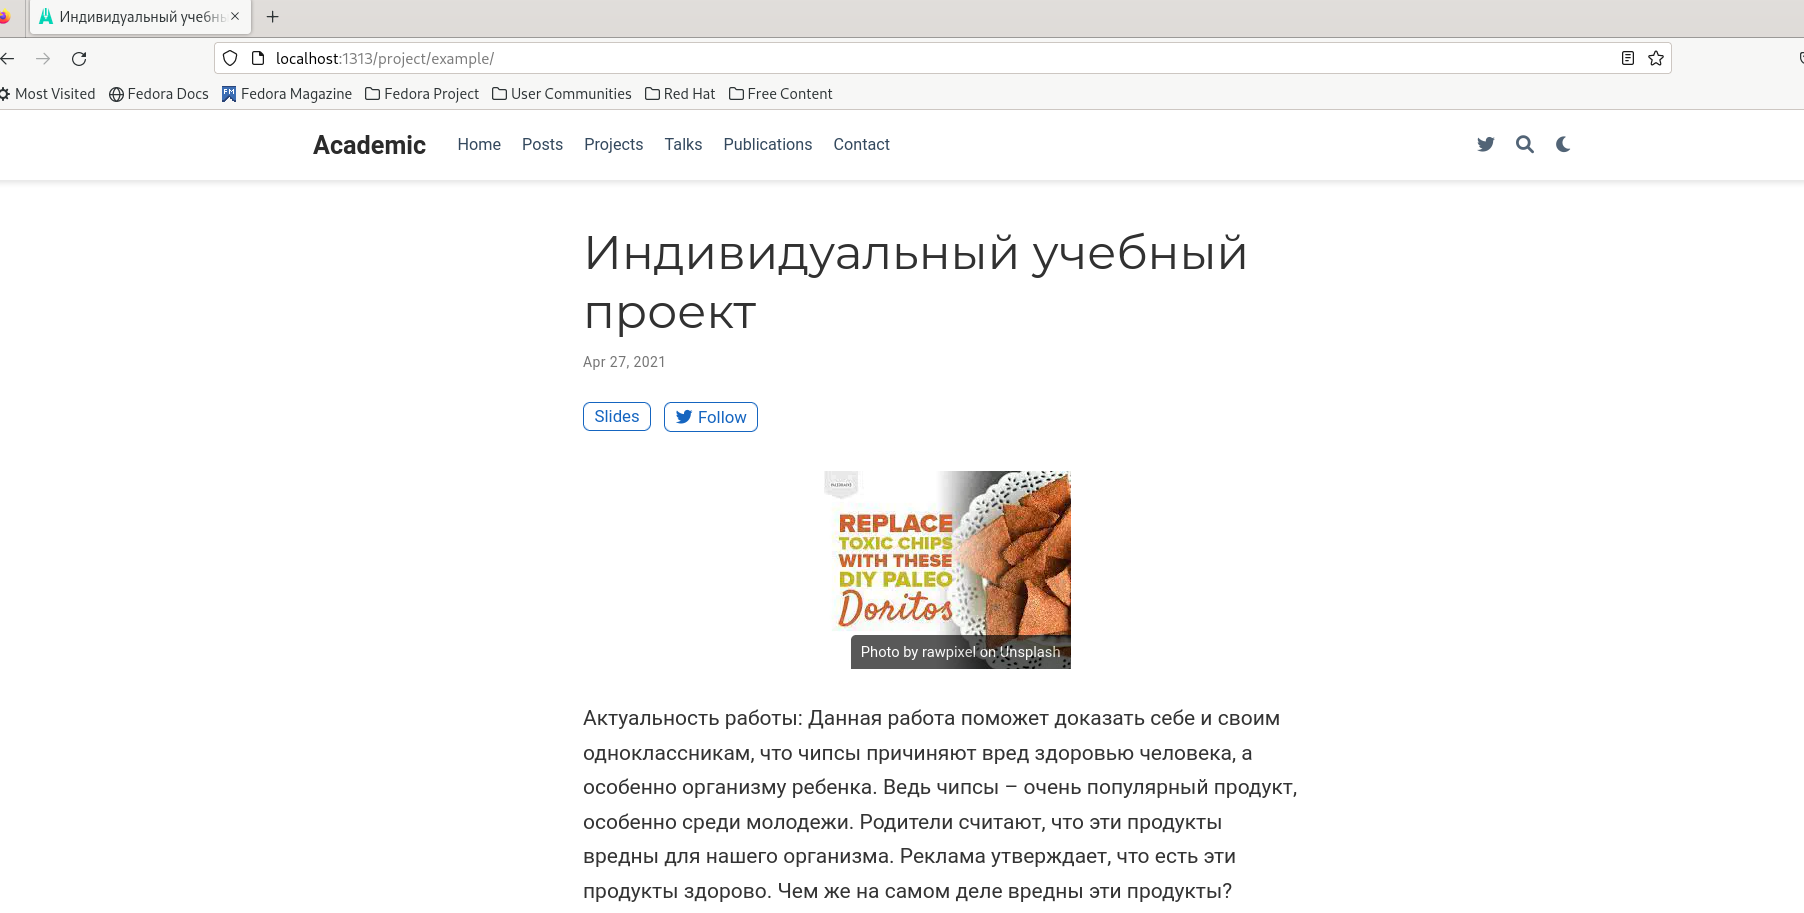 Индивидуальный учебнь
localhost:1313/project/example/
Most Visited Fedora Docs Fedora Magazine Fedora Project User Communities Red Hat Free Content
Academic Home Posts Projects Talks Publications Contact
Индивидуальный учебный
проект
Apr 27, 2021
Slides Follow
REPLACE
TOXIC CHIPS
WITH THESE
DIY PALEO
Doritos
Photo by rawpixel on Unsplash
Актуальность работы: Данная работа поможет доказать себе и своим
одноклассникам, что чипсы причиняют вред здоровью человека, а
особенно организму ребенка. Ведь чипсы – очень популярный продукт,
особенно среди молодежи. Родители считают, что эти продукты
вредны для нашего организма. Реклама утверждает, что есть эти
продукты здорово. Чем же на самом деле вредны эти продукты?